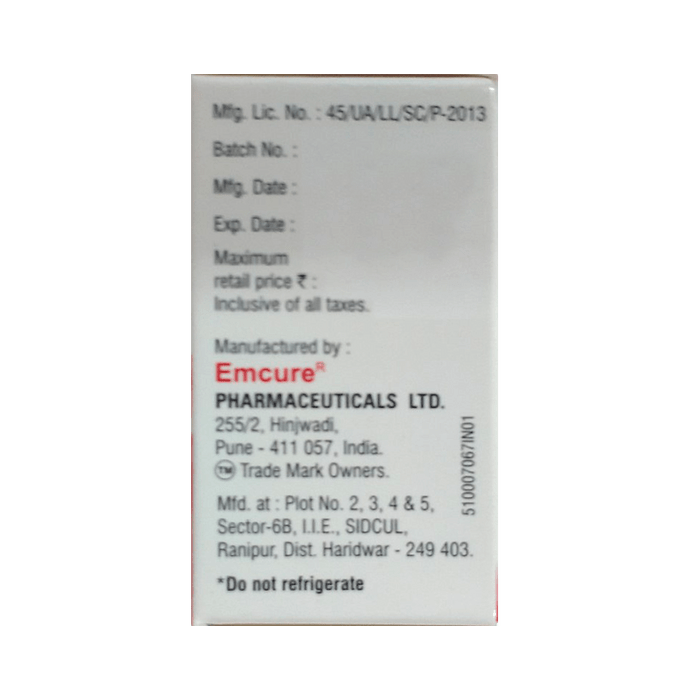 Mfg. Lic. No. : 45/UA/LL/SC/P-2013
Batch No. :
Mfg. Date :
Exp. Date :
Maximum
retail price ₹ :
Inclusive of all taxes.
Manufactured by :
Emcure®
PHARMACEUTICALS LTD.
255/2, Hinjwadi,
Pune - 411 057, India.
TM Trade Mark Owners.
Mfd. at : Plot No. 2, 3, 4 & 5,
Sector-6B, I.I.E., SIDCUL,
Ranipur, Dist. Haridwar - 249 403.
*Do not refrigerate
510007067IN01